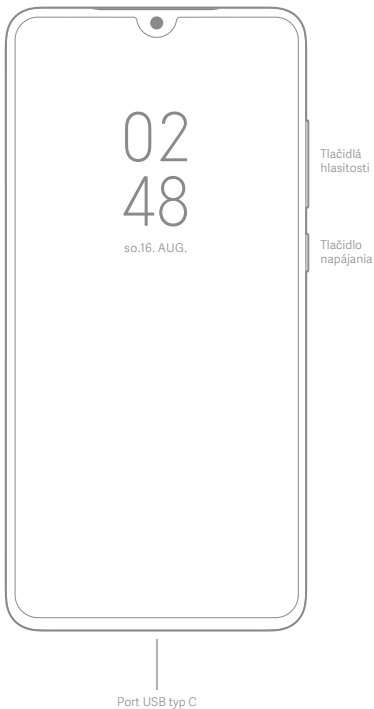 02
48
so.16. AUG.
Tlačidlá
hlasitosti
Tlačidlo
napájania
Port USB typ C